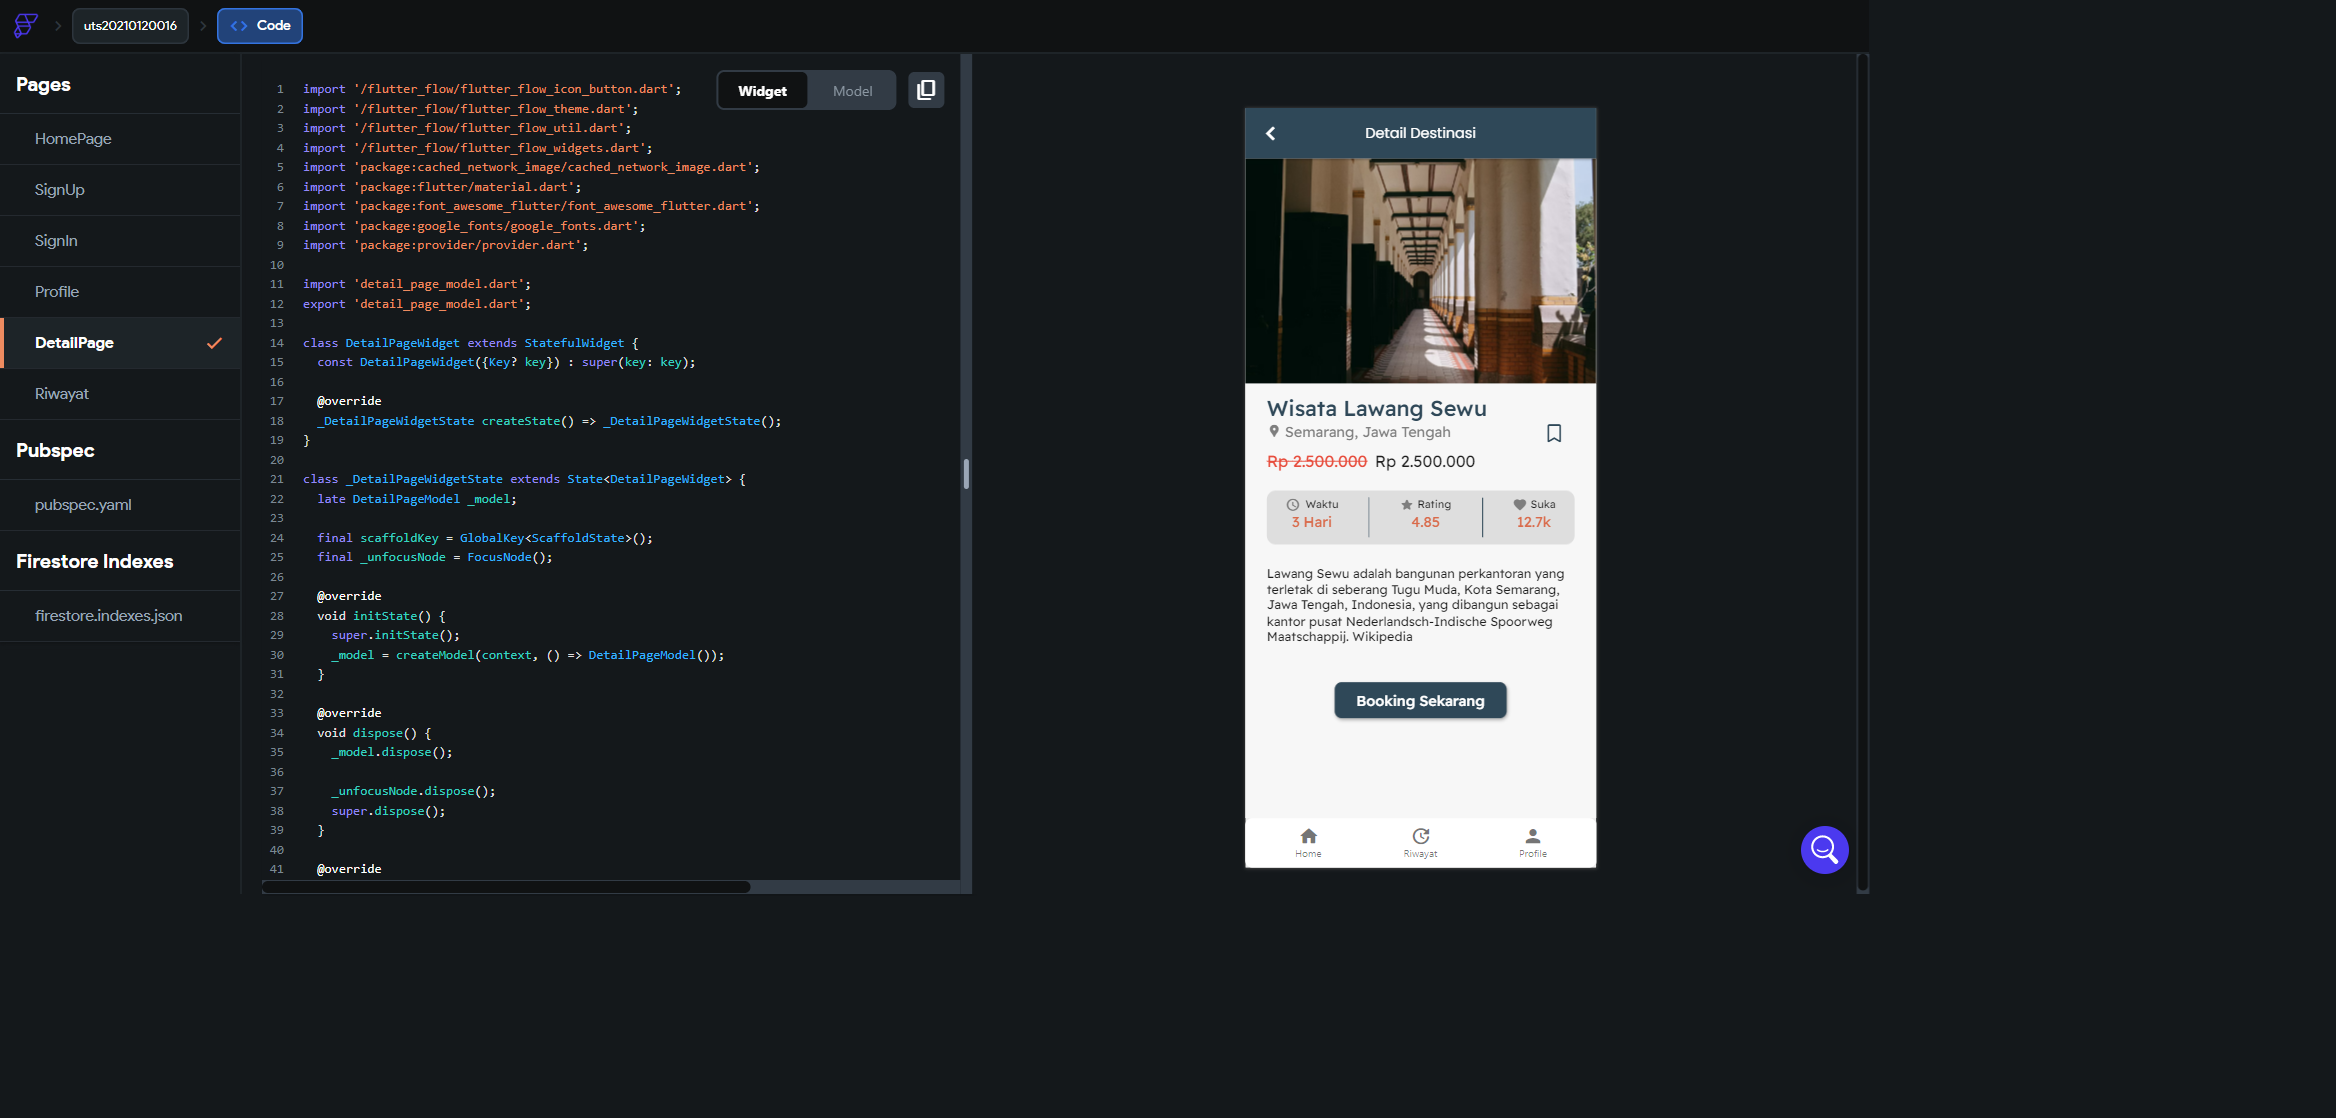 uts20210120016
Code
Pages
HomePage
SignUp
SignIn
Profile
DetailPage
Riwayat
Pubspec
pubspec.yaml
Firestore Indexes
firestore.indexes.json
Widget
Model
1 import '/flutter_flow/flutter_flow_icon_button.dart';
2 import '/flutter_flow/flutter_flow_theme.dart';
3 import '/flutter_flow/flutter_flow_util.dart';
4 import '/flutter_flow/flutter_flow_widgets.dart';
5 import 'package:cached_network_image/cached_network_image.dart';
6 import 'package:flutter/material.dart';
7 import 'package:font_awesome_flutter/font_awesome_flutter.dart';
8 import 'package:google_fonts/google_fonts.dart';
9 import 'package:provider/provider.dart';
10
11 import 'detail_page_model.dart';
12 export 'detail_page_model.dart';
13
14 class DetailPageWidget extends StatefulWidget {
15 const DetailPageWidget({Key? key}) : super(key: key);
16
17 @override
18 _DetailPageWidgetState createState() => _DetailPageWidgetState();
19 }
20
21 class _DetailPageWidgetState extends State<DetailPageWidget> {
22 late DetailPageModel _model;
23
24 final scaffoldKey = GlobalKey<ScaffoldState>();
25 final _unfocusNode = FocusNode();
26
27 @override
28 void initState() {
29 super.initState();
30 _model = createModel(context, () => DetailPageModel());
31 }
32
33 @override
34 void dispose() {
35 _model.dispose();
36
37 _unfocusNode.dispose();
38 super.dispose();
39 }
40
41 @override
Detail Destinasi
Wisata Lawang Sewu
Semarang, Jawa Tengah
Rp 2.500.000 Rp 2.500.000
Waktu
3 Hari
Rating
4.85
Suka
12.7k
Lawang Sewu adalah bangunan perkantoran yang
terletak di seberang Tugu Muda, Kota Semarang,
Jawa Tengah, Indonesia, yang dibangun sebagai
kantor pusat Nederlandsch-Indische Spoorweg
Maatschappij. Wikipedia
Booking Sekarang
Home
Riwayat
Profile